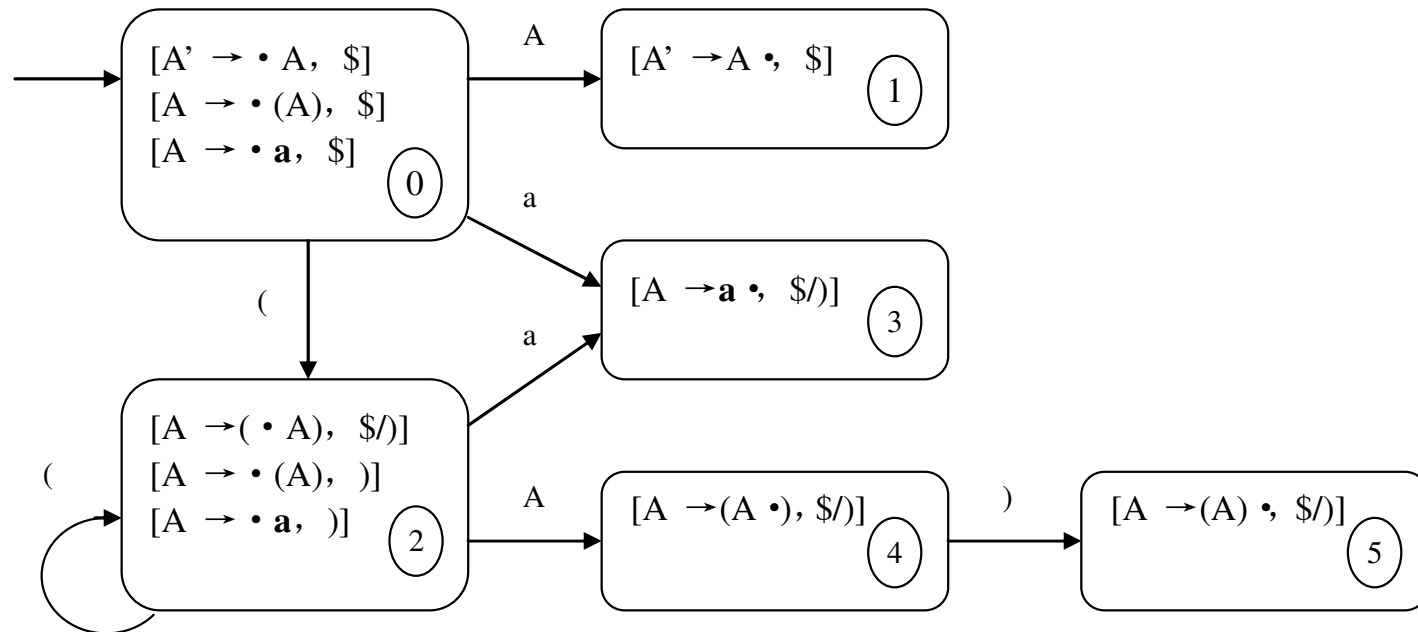 [A’ → • A， $]
[A → • (A)， $]
[A → • a， $]
0
A
[A’ →A •， $]
1
a
(
[A →a •， $/)]
3
a
(
[A →( • A)， $/)]
[A → • (A)， )]
[A → • a， )]
2
A
[A →(A •), $/)]
4
)
[A →(A) •， $/)]
5